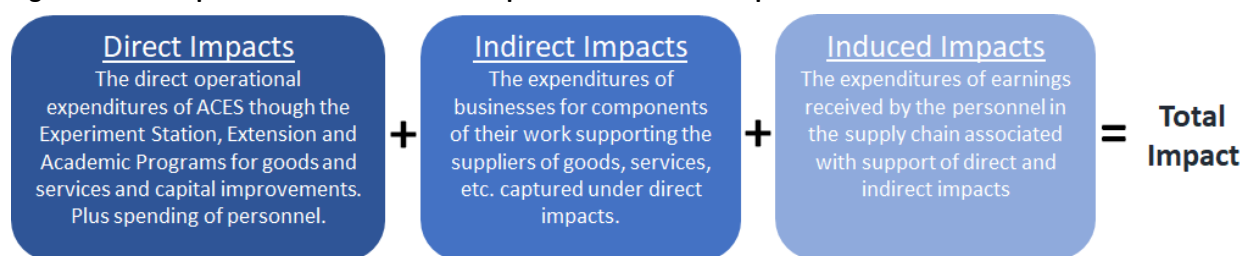 Direct Impacts
The direct operational
expenditures of ACES though the
Experiment Station, Extension and
Academic Programs for goods and
services and capital improvements.
Plus spending of personnel.
+
Indirect Impacts
The expenditures of
businesses for components
of their work supporting the
suppliers of goods, services,
etc. captured under direct
impacts.
+
Induced Impacts
The expenditures of earnings
received by the personnel in
the supply chain associated
with support of direct and
indirect impacts
=
Total
Impact